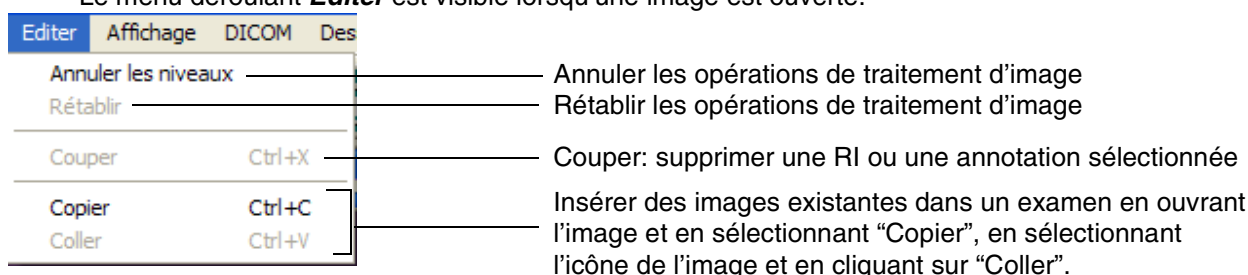 Le menu déroulant Editer est visible lorsqu'une image est ouverte.
Editer Affichage DICOM Des
Annuler les niveaux
Annuler les opérations de traitement d’image
Rétablir
Rétablir les opérations de traitement d’image
Couper Ctrl+X
Couper: supprimer une RI ou une annotation sélectionnée
Copier Ctrl+C
Coller Ctrl+V
Insérer des images existantes dans un examen en ouvrant
l’image et en sélectionnant “Copier”, en sélectionnant
l’icône de l’image et en cliquant sur “Coller”.